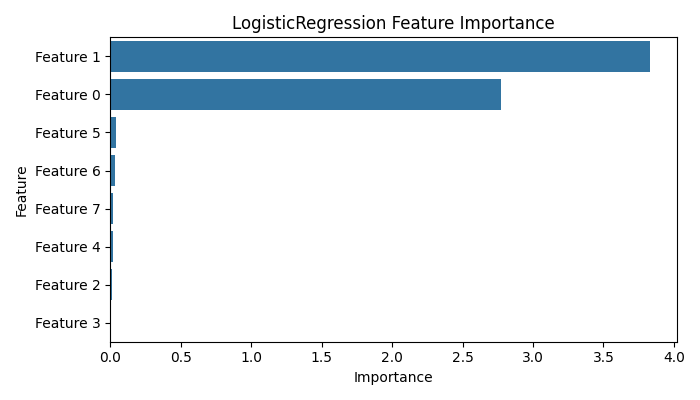 LogisticRegression Feature Importance
Feature 1
Feature 0
Feature 5
Feature 6
Feature 7
Feature 4
Feature 2
Feature 3
Feature
0.0 0.5 1.0 1.5 2.0 2.5 3.0 3.5 4.0
Importance